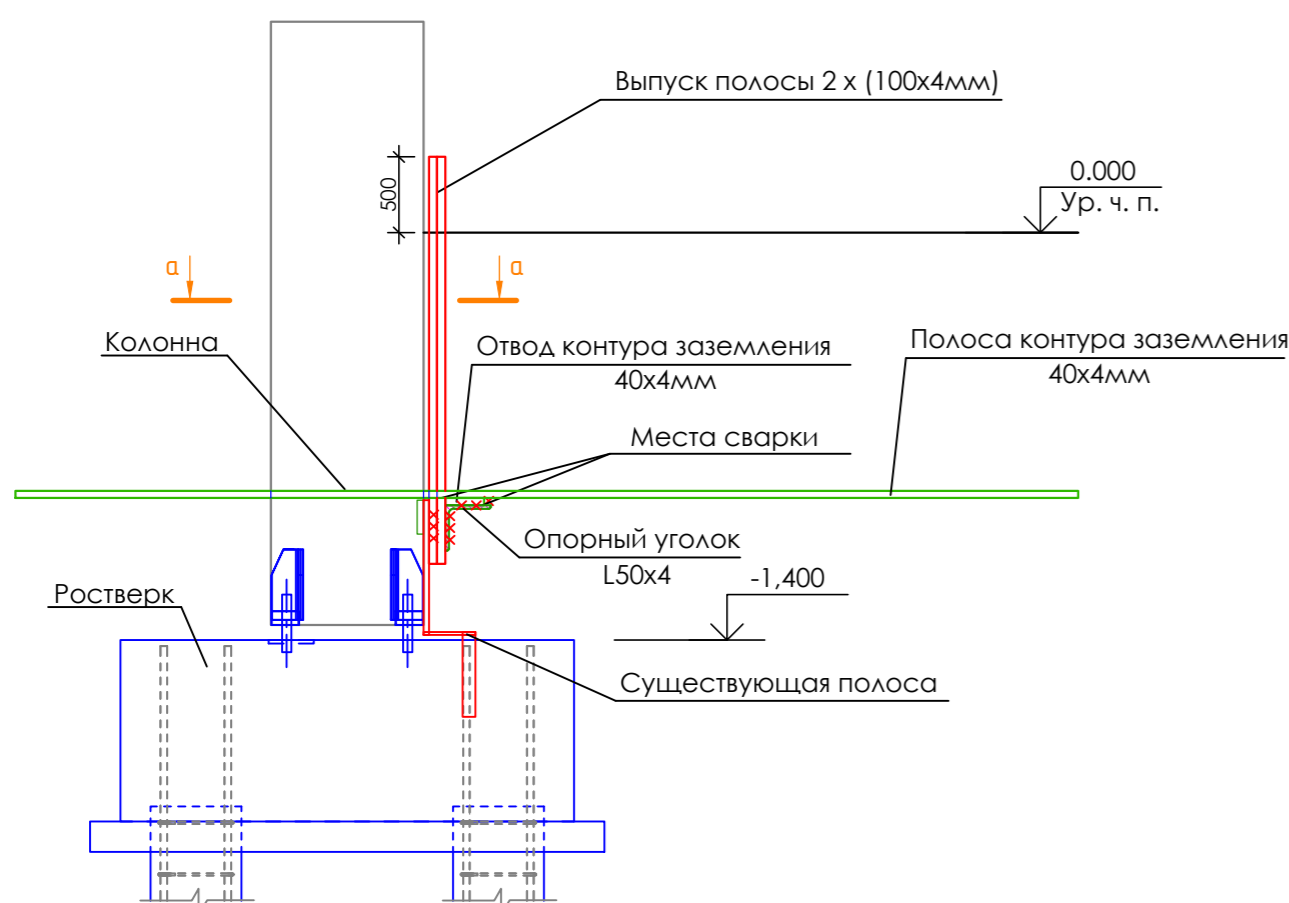 Выпуск полосы 2 х (100х4мм)
500
0.000
Ур. ч. п.
а
а
Колонна
Отвод контура заземления
40х4мм
Полоса контура заземления
40х4мм
Места сварки
Опорный уголок
L50х4
-1,400
Ростверк
Существующая полоса